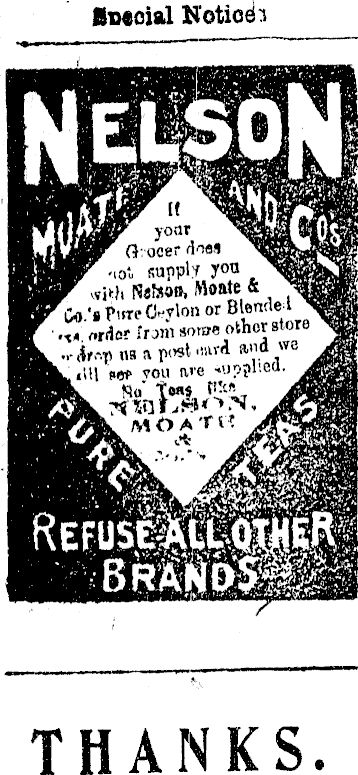 Special Notices
NELSON
MOATE AND CO'S
If
your
Grocer does
not supply you
with Nelson, Moate &
Co.'s Pure Ceylon or Blended
Tea, order from some other store
or drop us a post card and we
will see you are supplied.
No Teas like
NELSON,
MOATE
&
PURE TEAS
REFUSE ALL OTHER
BRANDS
THANKS.